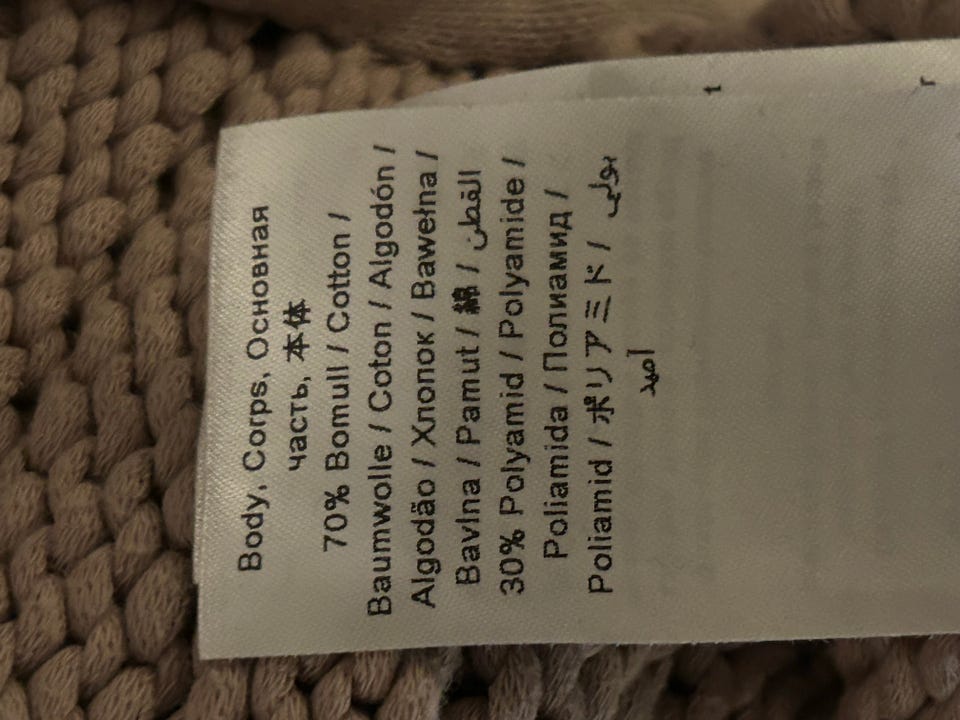 Body, Corps, Основная
часть, 本体
70% Bomull / Cotton /
Baumwolle / Coton / Algodón /
Algodão / Хлопок / Bawełna /
Bavlna / Pamut / 綿 / القطن
30% Polyamid / Polyamide /
Poliamida / Полиамид /
Poliamid / ポリアミド / بولي
أميد